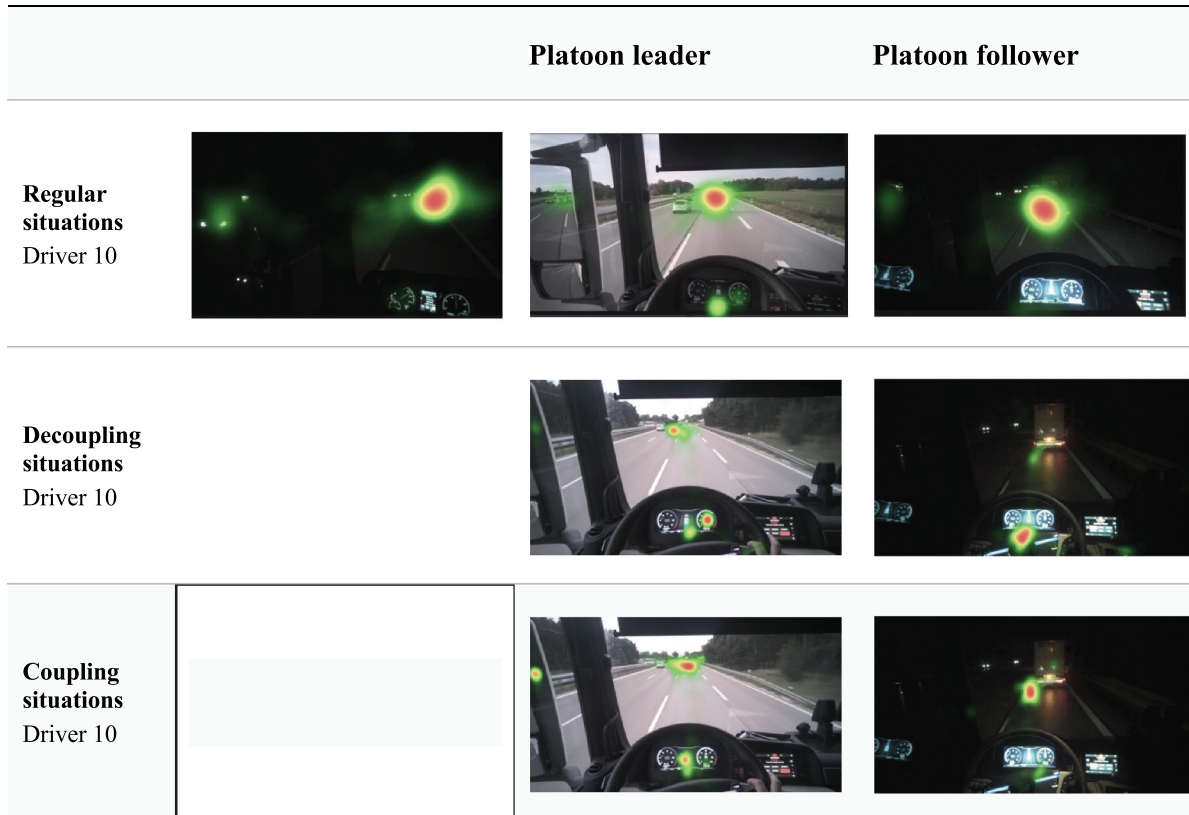 Platoon leader
Platoon follower
Regular
situations
Driver 10
Decoupling
situations
Driver 10
Coupling
situations
Driver 10